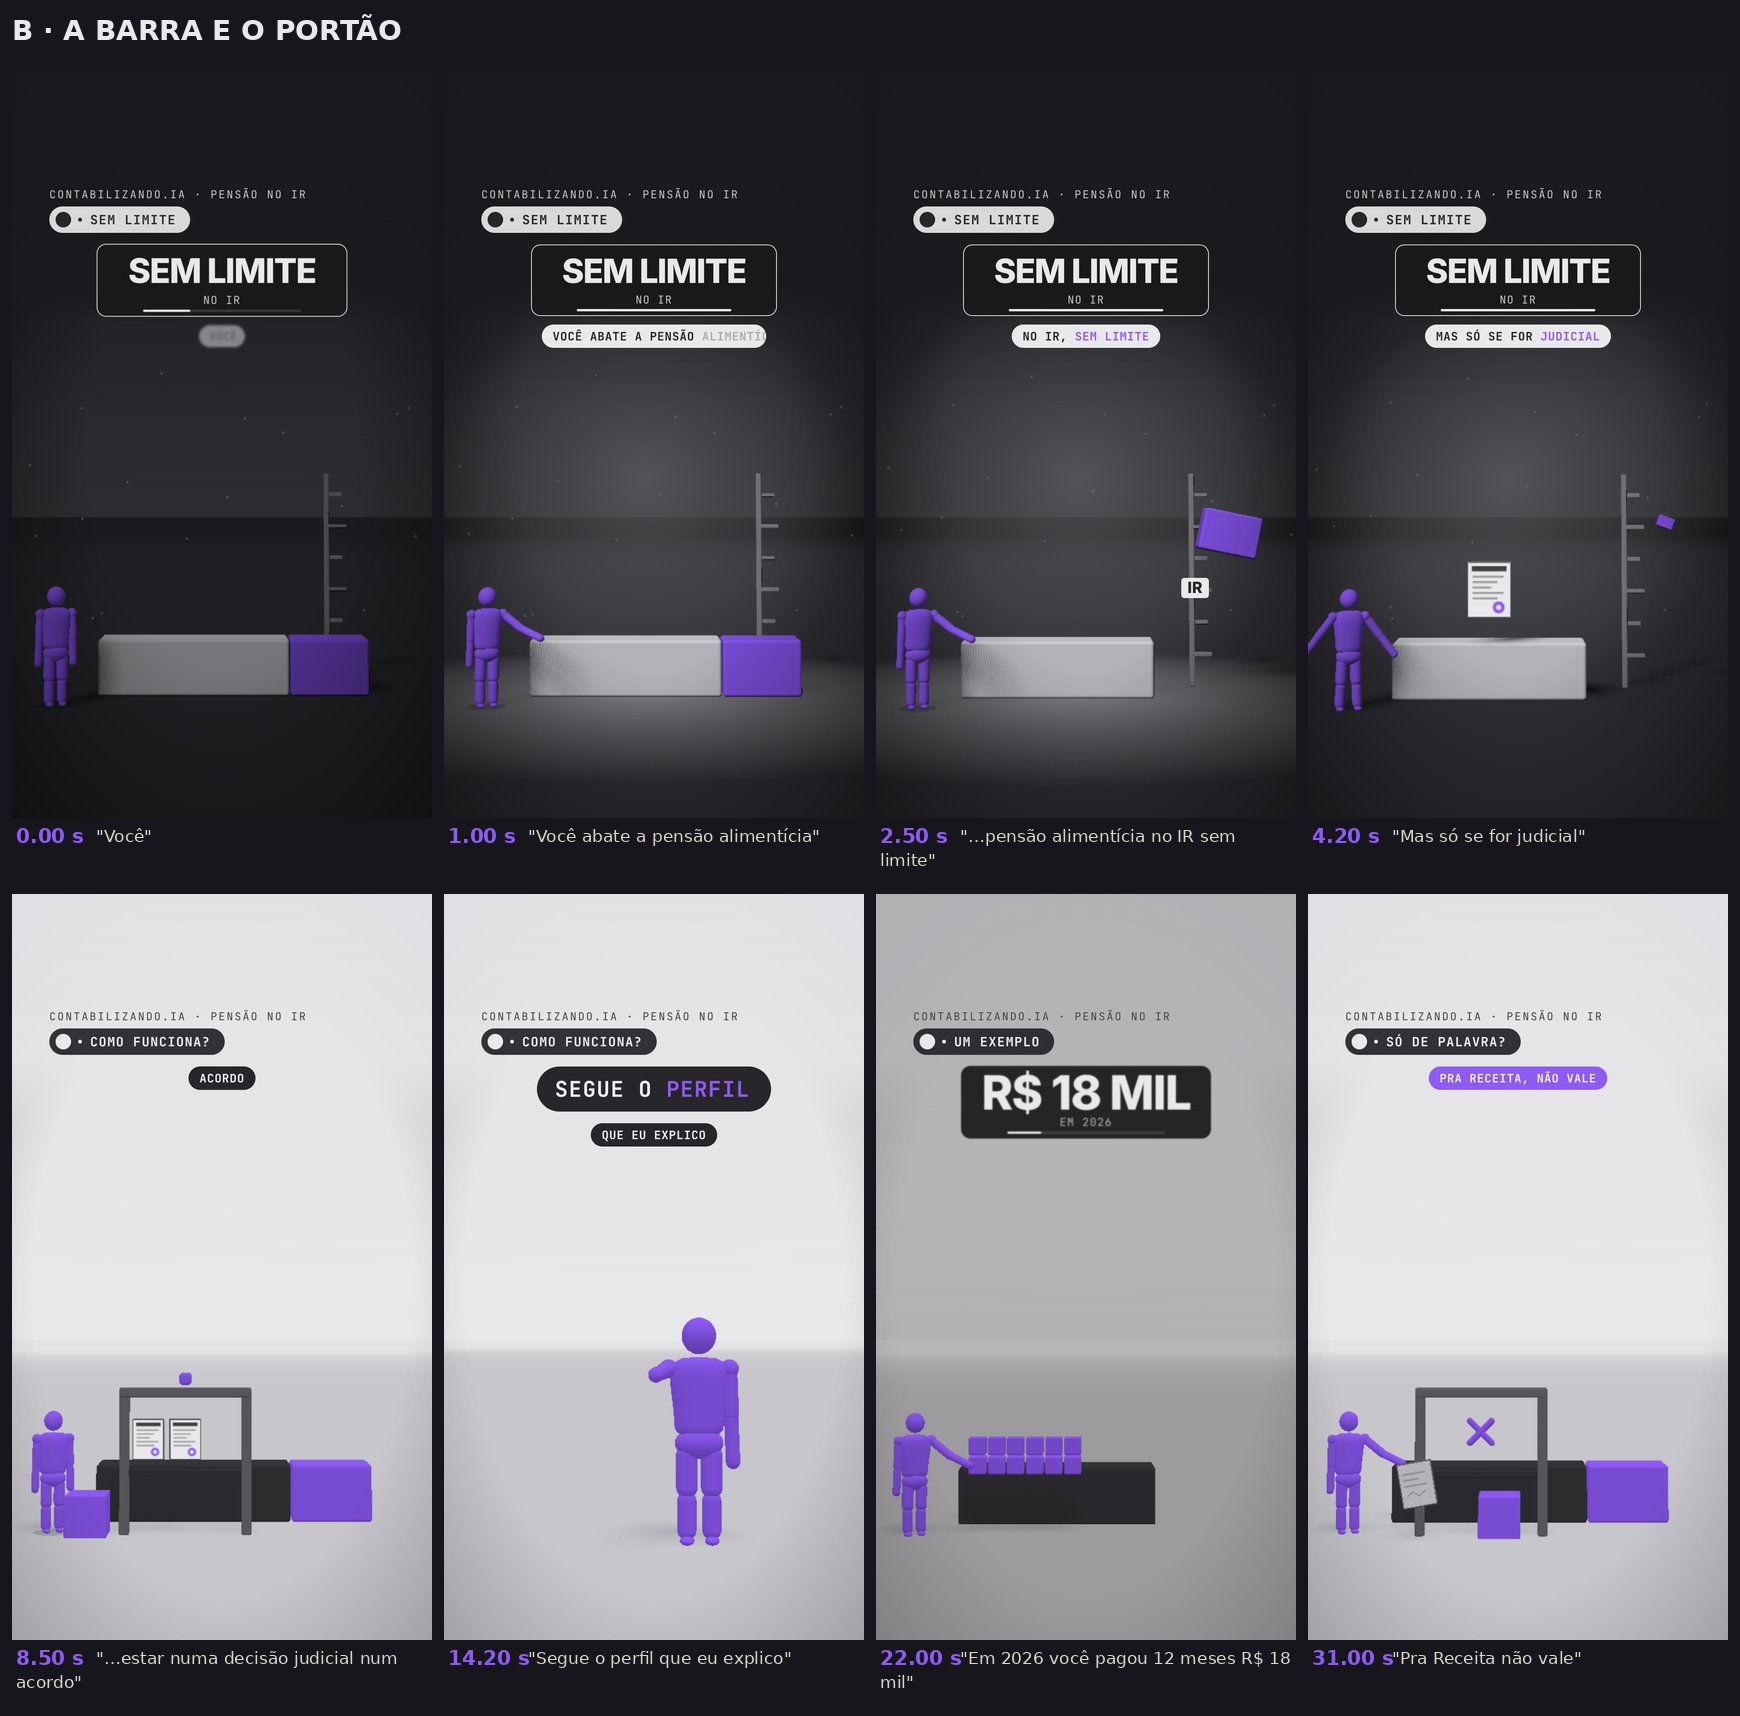 B · A BARRA E O PORTÃO
CONTABILIZANDO.IA · PENSÃO NO IR
• SEM LIMITE
SEM LIMITE
NO IR
VOCÊ
0.00 s "Você"
CONTABILIZANDO.IA · PENSÃO NO IR
• SEM LIMITE
SEM LIMITE
NO IR
VOCÊ ABATE A PENSÃO ALIMENTÍC
1.00 s "Você abate a pensão alimentícia"
CONTABILIZANDO.IA · PENSÃO NO IR
• SEM LIMITE
SEM LIMITE
NO IR
NO IR, SEM LIMITE
IR
2.50 s "...pensão alimentícia no IR sem
limite"
CONTABILIZANDO.IA · PENSÃO NO IR
• SEM LIMITE
SEM LIMITE
NO IR
MAS SÓ SE FOR JUDICIAL
4.20 s "Mas só se for judicial"
CONTABILIZANDO.IA · PENSÃO NO IR
• COMO FUNCIONA?
ACORDO
8.50 s "...estar numa decisão judicial num
acordo"
CONTABILIZANDO.IA · PENSÃO NO IR
• COMO FUNCIONA?
SEGUE O PERFIL
QUE EU EXPLICO
14.20 s "Segue o perfil que eu explico"
CONTABILIZANDO.IA · PENSÃO NO IR
• UM EXEMPLO
R$ 18 MIL
EM 2026
22.00 s "Em 2026 você pagou 12 meses R$ 18
mil"
CONTABILIZANDO.IA · PENSÃO NO IR
• SÓ DE PALAVRA?
PRA RECEITA, NÃO VALE
31.00 s "Pra Receita não vale"